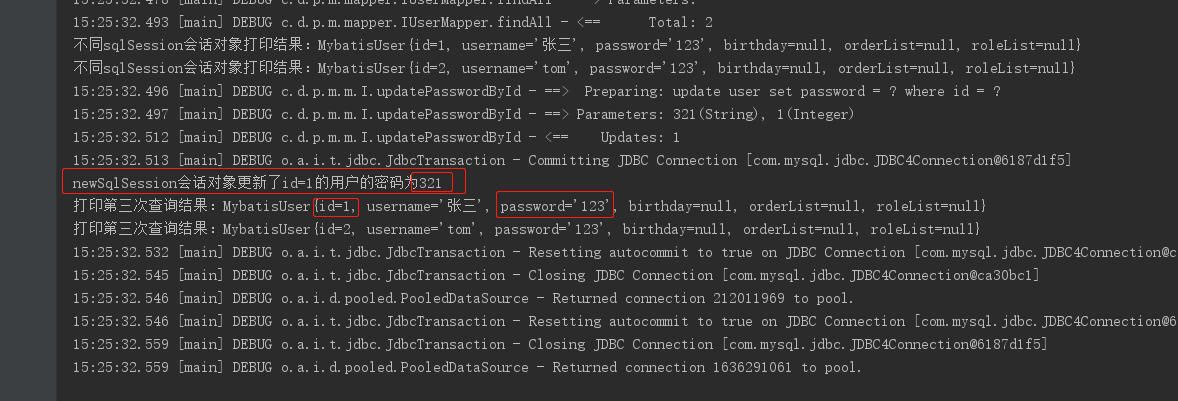 15:25:32.478 [main] DEBUG c.d.p.m.mapper.IUserMapper.findAll - ==> Parameters:
15:25:32.493 [main] DEBUG c.d.p.m.mapper.IUserMapper.findAll - <==      Total: 2
不同sqlSession会话对象打印结果：MybatisUser{id=1, username='张三', password='123', birthday=null, orderList=null, roleList=null}
不同sqlSession会话对象打印结果：MybatisUser{id=2, username='tom', password='123', birthday=null, orderList=null, roleList=null}
15:25:32.496 [main] DEBUG c.d.p.m.m.I.updatePasswordById - ==>  Preparing: update user set password = ? where id = ?
15:25:32.497 [main] DEBUG c.d.p.m.m.I.updatePasswordById - ==> Parameters: 321(String), 1(Integer)
15:25:32.512 [main] DEBUG c.d.p.m.m.I.updatePasswordById - <==    Updates: 1
15:25:32.513 [main] DEBUG o.a.i.t.jdbc.JdbcTransaction - Committing JDBC Connection [com.mysql.jdbc.JDBC4Connection@6187d1f5]
newSqlSession会话对象更新了id=1的用户的密码为321
打印第三次查询结果：MybatisUser{id=1, username='张三', password='123', birthday=null, orderList=null, roleList=null}
打印第三次查询结果：MybatisUser{id=2, username='tom', password='123', birthday=null, orderList=null, roleList=null}
15:25:32.532 [main] DEBUG o.a.i.t.jdbc.JdbcTransaction - Resetting autocommit to true on JDBC Connection [com.mysql.jdbc.JDBC4Connection@c
15:25:32.545 [main] DEBUG o.a.i.t.jdbc.JdbcTransaction - Closing JDBC Connection [com.mysql.jdbc.JDBC4Connection@ca30bc1]
15:25:32.546 [main] DEBUG o.a.i.d.pooled.PooledDataSource - Returned connection 212011969 to pool.
15:25:32.546 [main] DEBUG o.a.i.t.jdbc.JdbcTransaction - Resetting autocommit to true on JDBC Connection [com.mysql.jdbc.JDBC4Connection@6
15:25:32.559 [main] DEBUG o.a.i.t.jdbc.JdbcTransaction - Closing JDBC Connection [com.mysql.jdbc.JDBC4Connection@6187d1f5]
15:25:32.559 [main] DEBUG o.a.i.d.pooled.PooledDataSource - Returned connection 1636291061 to pool.